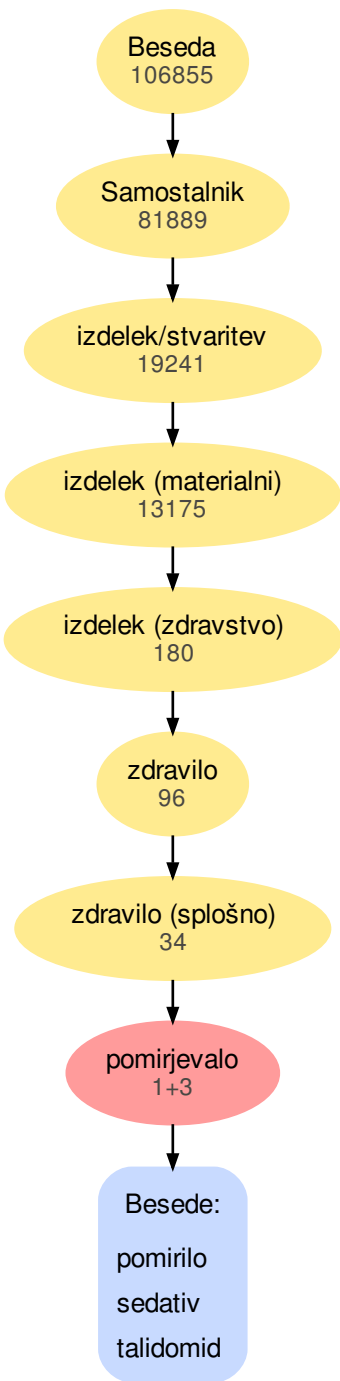 Beseda
106855
Samostalnik
81889
izdelek/stvaritev
19241
izdelek (materialni)
13175
izdelek (zdravstvo)
180
zdravilo
96
zdravilo (splošno)
34
pomirjevalo
1+3
Besede:
pomirilo
sedativ
talidomid